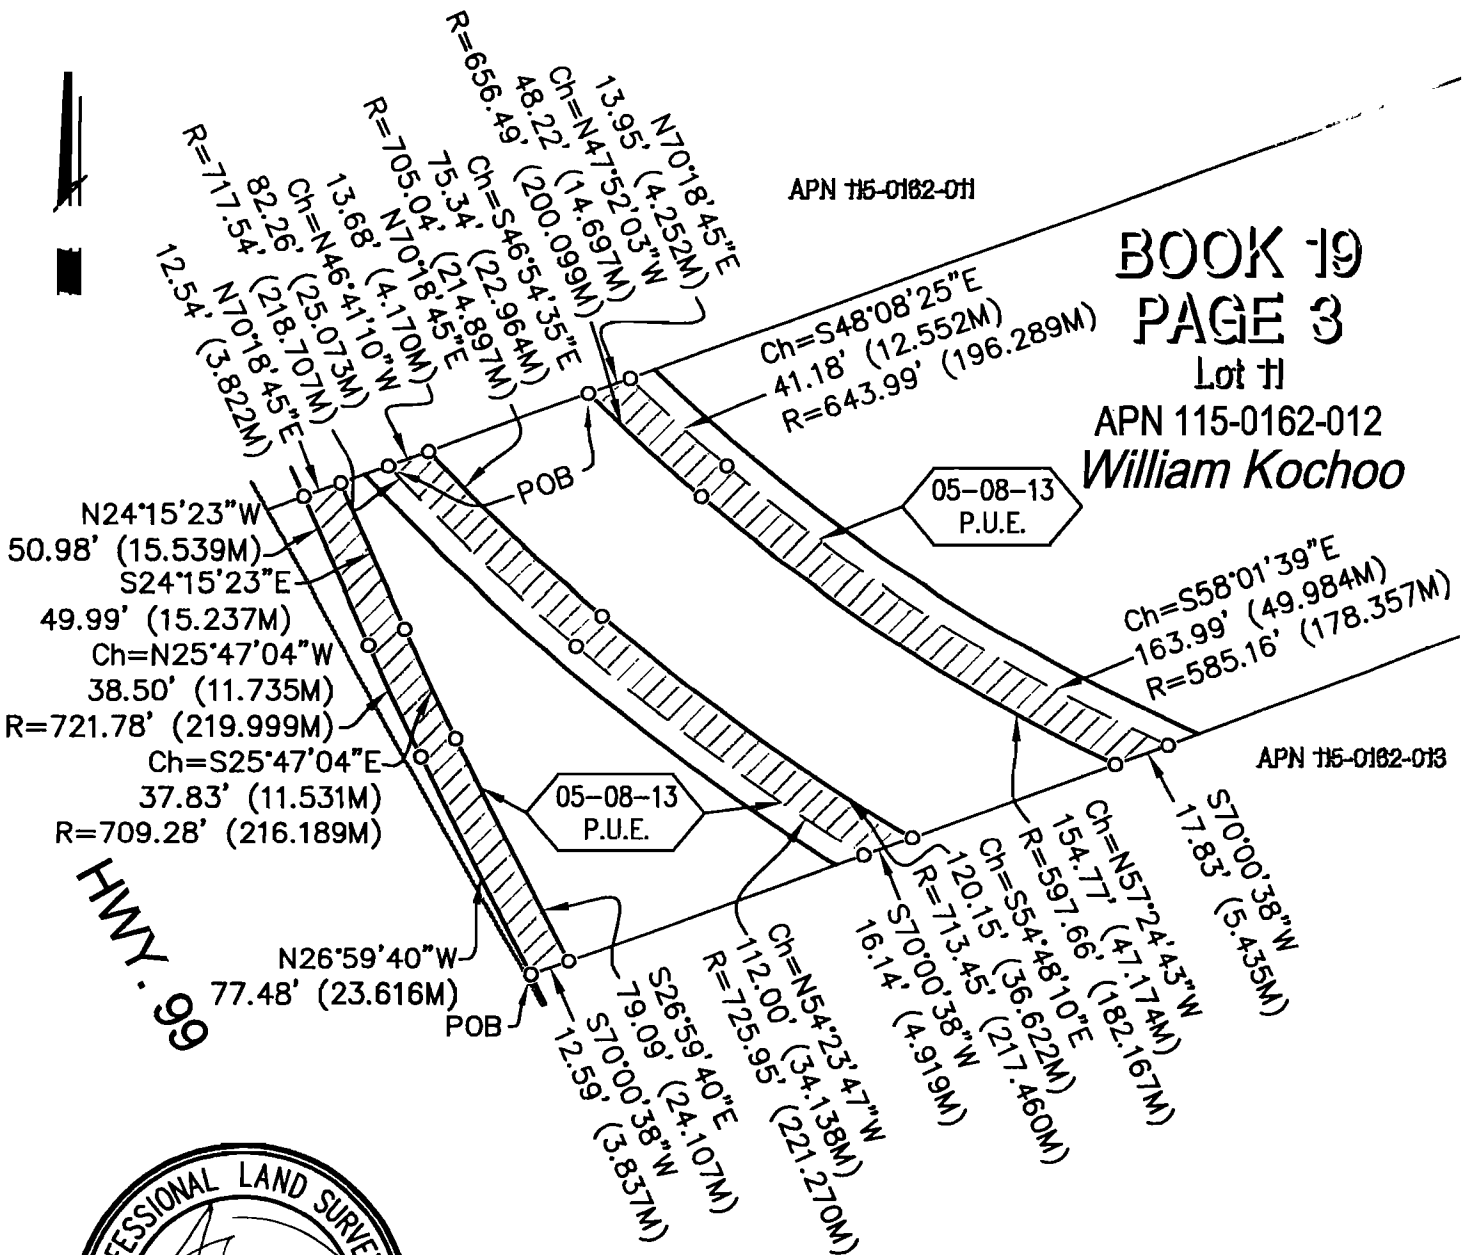 N70°18'45"E
13.95' (4.252M)
Ch=N47°52'03"W
48.22' (14.697M)
R=656.49' (200.099M)
Ch=S46°54'35"E
75.34' (22.964M)
R=705.04' (214.897M)
N70°18'45"E
13.68' (4.170M)
Ch=N46°41'10"W
82.26' (25.073M)
R=717.54' (218.707M)
N70°18'45"E
12.54' (3.822M)
APN 115-0162-011
BOOK 19
PAGE 3
Lot 11
APN 115-0162-012
William Kochoo
Ch=S48°08'25"E
41.18' (12.552M)
R=643.99' (196.289M)
05-08-13
P.U.E.
POB
N24°15'23"W
50.98' (15.539M)
S24°15'23"E
49.99' (15.237M)
Ch=N25°47'04"W
38.50' (11.735M)
R=721.78' (219.999M)
Ch=S25°47'04"E
37.83' (11.531M)
R=709.28' (216.189M)
Ch=S58°01'39"E
163.99' (49.984M)
R=585.16' (178.357M)
APN 115-0162-013
05-08-13
P.U.E.
HWY. 99
N26°59'40"W
77.48' (23.616M)
POB
S70°00'38"W
17.83' (5.435M)
Ch=N57°24'43"W
154.77' (47.174M)
R=597.66' (182.167M)
Ch=S54°48'10"E
120.15' (36.622M)
R=713.45' (217.460M)
S70°00'38"W
16.14' (4.919M)
Ch=N54°23'47"W
112.00' (34.138M)
R=725.95' (221.270M)
S26°59'40"E
79.09' (24.107M)
S70°00'38"W
12.59' (3.837M)
LAND